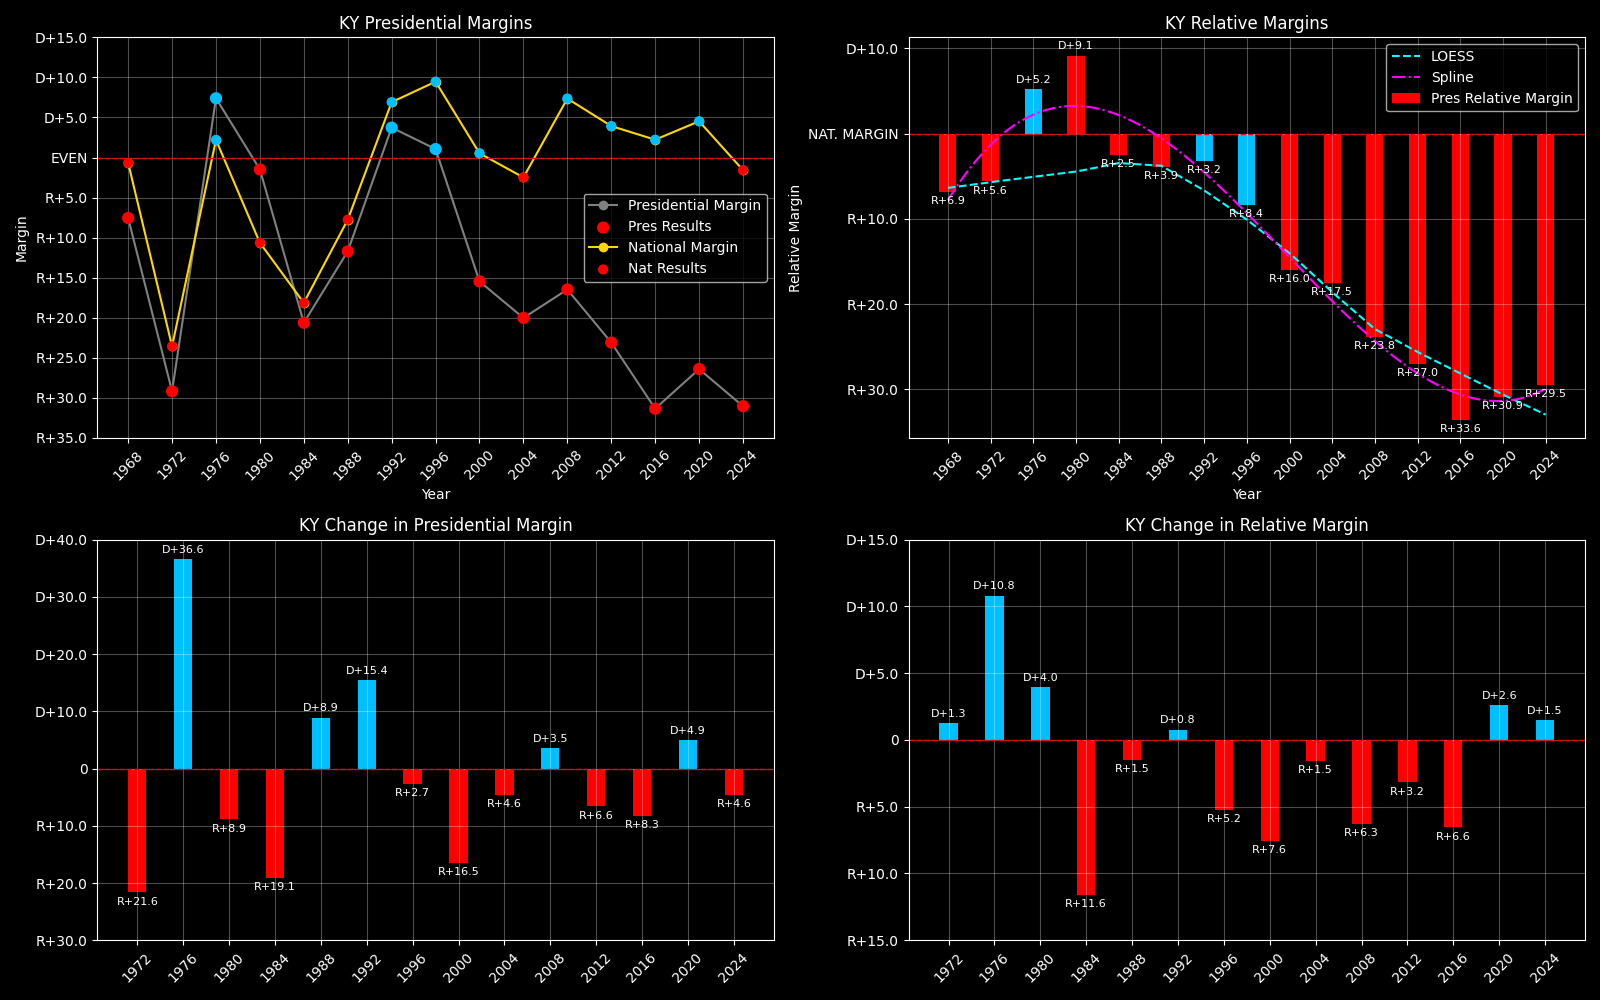 KY Presidential Margins
D+15.0
D+10.0
D+5.0
EVEN
R+5.0
R+10.0
R+15.0
R+20.0
R+25.0
R+30.0
R+35.0
Margin
Presidential Margin
Pres Results
National Margin
Nat Results
1968 1972 1976 1980 1984 1988 1992 1996 2000 2004 2008 2012 2016 2020 2024
Year
KY Relative Margins
D+10.0
NAT. MARGIN
R+10.0
R+20.0
R+30.0
Relative Margin
LOESS
Spline
Pres Relative Margin
R+6.9 R+5.6 D+5.2 D+9.1 R+2.5 R+3.9 R+3.2 R+8.4 R+16.0 R+17.5 R+23.8 R+27.0 R+33.6 R+30.9 R+29.5
1968 1972 1976 1980 1984 1988 1992 1996 2000 2004 2008 2012 2016 2020 2024
Year
KY Change in Presidential Margin
D+40.0
D+30.0
D+20.0
D+10.0
0
R+10.0
R+20.0
R+30.0
R+21.6 D+36.6 R+8.9 R+19.1 D+8.9 D+15.4 R+2.7 R+16.5 R+4.6 D+3.5 R+6.6 R+8.3 D+4.9 R+4.6
1972 1976 1980 1984 1988 1992 1996 2000 2004 2008 2012 2016 2020 2024
KY Change in Relative Margin
D+15.0
D+10.0
D+5.0
0
R+5.0
R+10.0
R+15.0
D+1.3 D+10.8 D+4.0 R+11.6 R+1.5 D+0.8 R+5.2 R+7.6 R+1.5 R+6.3 R+3.2 R+6.6 D+2.6 D+1.5
1972 1976 1980 1984 1988 1992 1996 2000 2004 2008 2012 2016 2020 2024